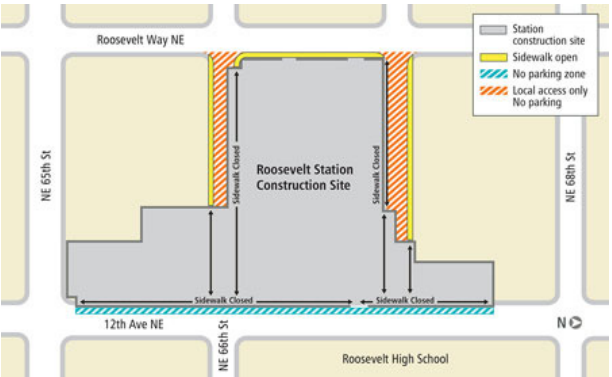 Roosevelt Way NE
Station
construction site
Sidewalk open
No parking zone
Local access only
No parking
NE 65th St
Sidewalk Closed
Roosevelt Station
Construction Site
Sidewalk Closed
NE 68th St
Sidewalk Closed
Sidewalk Closed
12th Ave NE
NE 66th St
N
Roosevelt High School